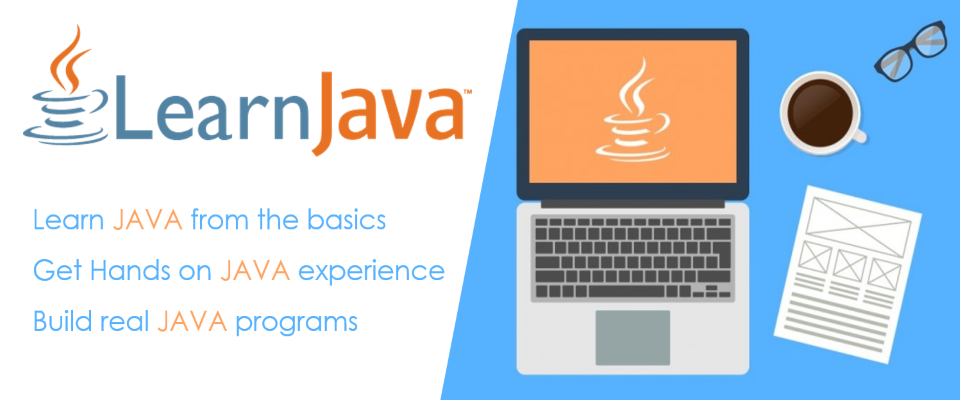 LearnJava™
Learn JAVA from the basics
Get Hands on JAVA experience
Build real JAVA programs